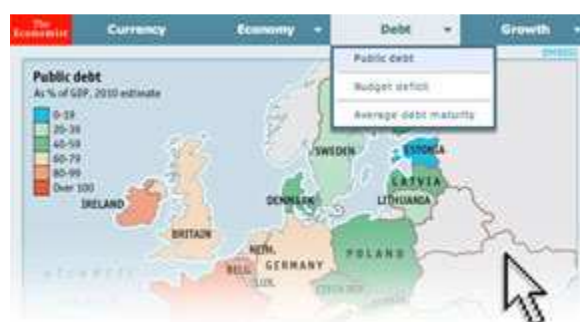 The
Economist
Currency
Economy
Debt
Growth
Public debt
Budget deficit
Average debt maturity
EMBED
Public debt
As % of GDP, 2010 estimate
0-19
20-39
40-59
60-79
80-99
Over 100
SWEDEN
ESTONIA
LATVIA
LITHUANIA
DENMARK
IRELAND
BRITAIN
NETH.
GERMANY
POLAND
BELG.
LUX.